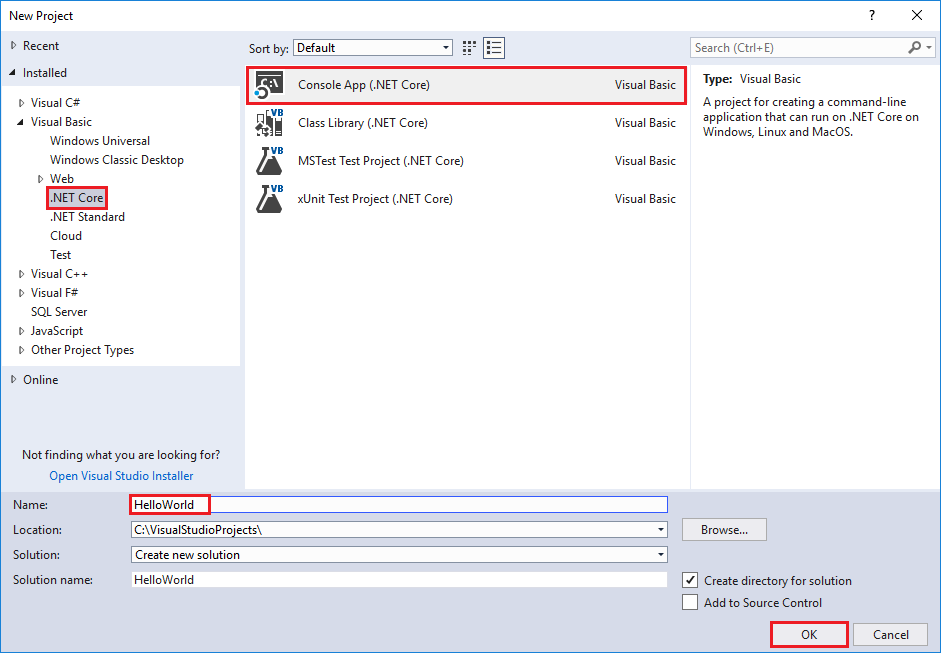 New Project
?
Recent
Installed
Visual C#
Visual Basic
Windows Universal
Windows Classic Desktop
Web
.NET Core
.NET Standard
Cloud
Test
Visual C++
Visual F#
SQL Server
JavaScript
Other Project Types
Online
Not finding what you are looking for?
Open Visual Studio Installer
Sort by: Default
C:\
Console App (.NET Core) Visual Basic
VB
Class Library (.NET Core) Visual Basic
VB
MSTest Test Project (.NET Core) Visual Basic
VB
xUnit Test Project (.NET Core) Visual Basic
Search (Ctrl+E)
Type: Visual Basic
A project for creating a command-line
application that can run on .NET Core on
Windows, Linux and MacOS.
Name: HelloWorld
Location: C:\VisualStudioProjects\
Browse...
Solution: Create new solution
Solution name: HelloWorld
Create directory for solution
Add to Source Control
OK
Cancel